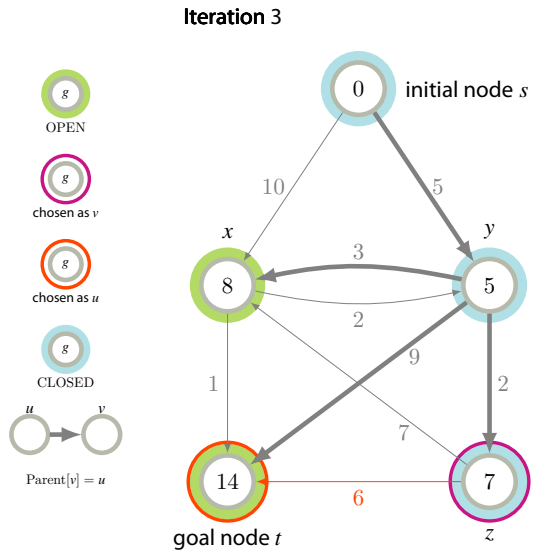 Iteration 3
0
initial node s
g
OPEN
10
5
g
chosen as v
x
y
3
g
8
5
chosen as u
2
9
g
1
2
CLOSED
u
v
7
Parent[v] = u
14
6
7
goal node t
z